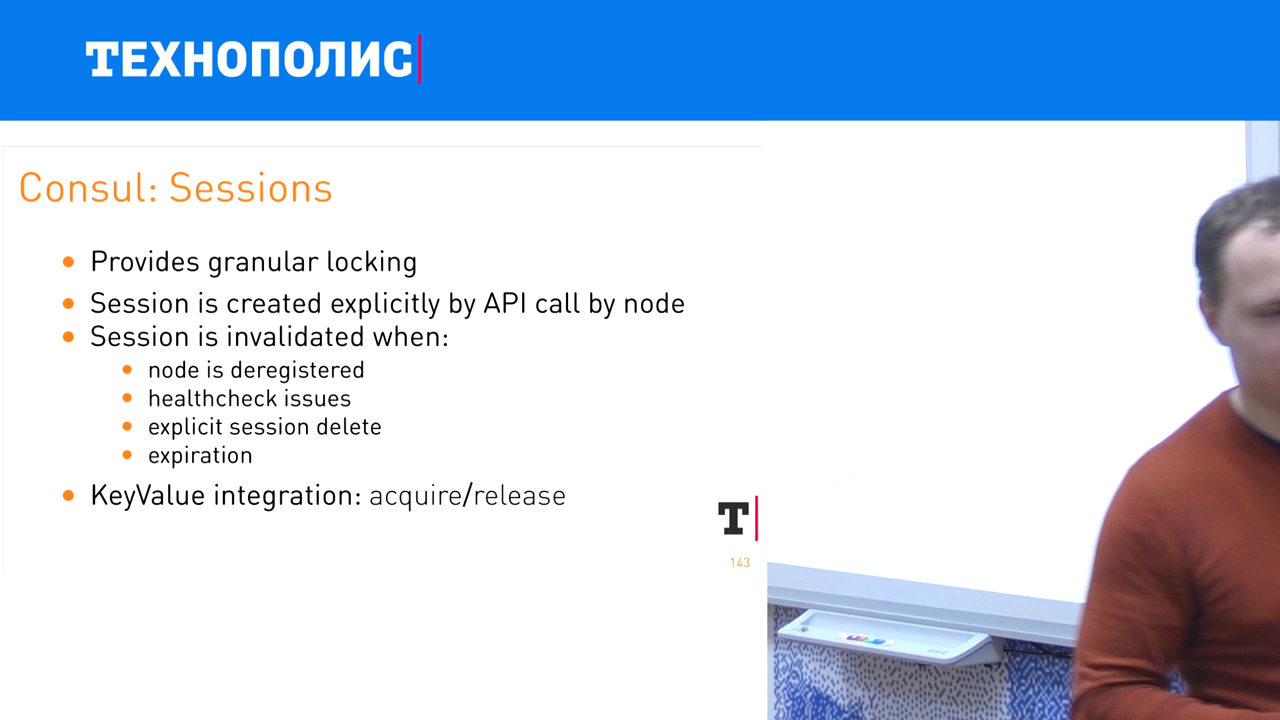 ТЕХНОПОЛИС
Consul: Sessions
Provides granular locking
Session is created explicitly by API call by node
Session is invalidated when:
node is deregistered
healthcheck issues
explicit session delete
expiration
KeyValue integration: acquire/release
Т
143